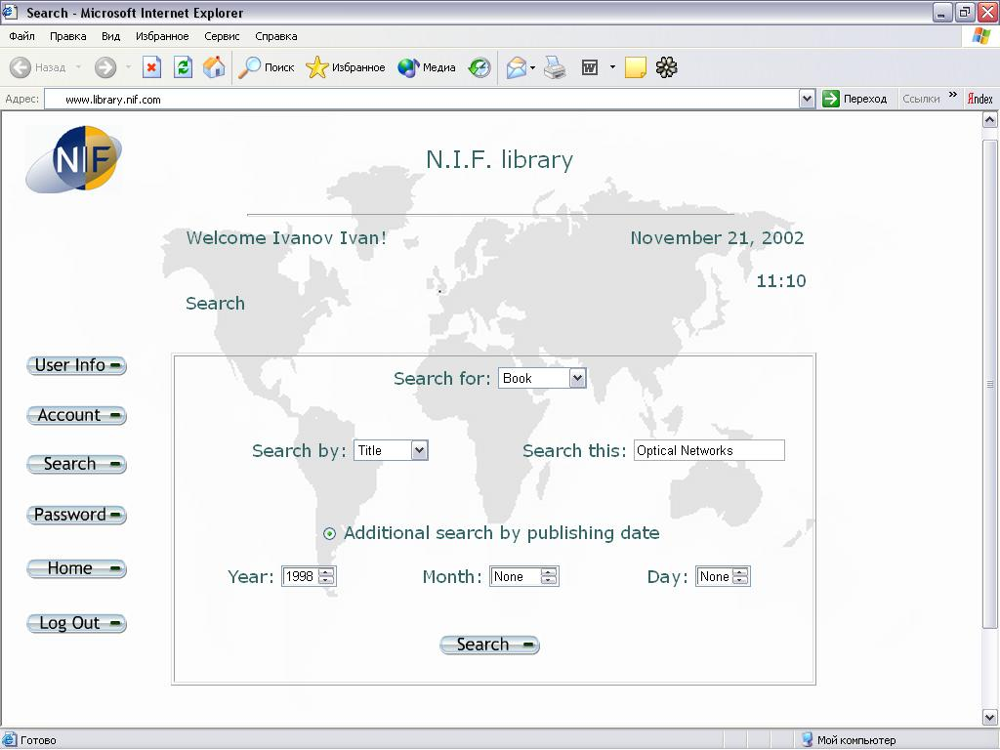 Search - Microsoft Internet Explorer
Файл Правка Вид Избранное Сервис Справка
Назад Поиск Избранное Медиа
Адрес: www.library.nif.com Переход Ссылки » Яndex
NIF
N.I.F. library
Welcome Ivanov Ivan! November 21, 2002
11:10
Search
User Info
Account
Search
Password
Home
Log Out
Search for: Book
Search by: Title Search this: Optical Networks
Additional search by publishing date
Year: 1998 Month: None Day: None
Search
Готово Мой компьютер